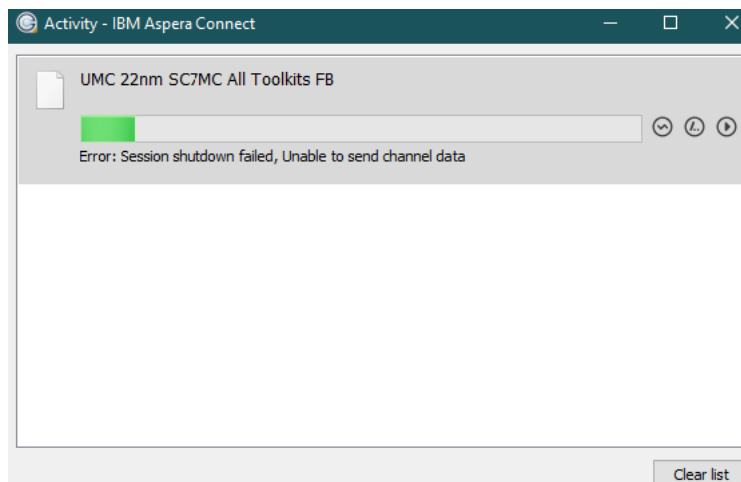 Activity - IBM Aspera Connect
UMC 22nm SC7MC All Toolkits FB
Error: Session shutdown failed, Unable to send channel data
Clear list